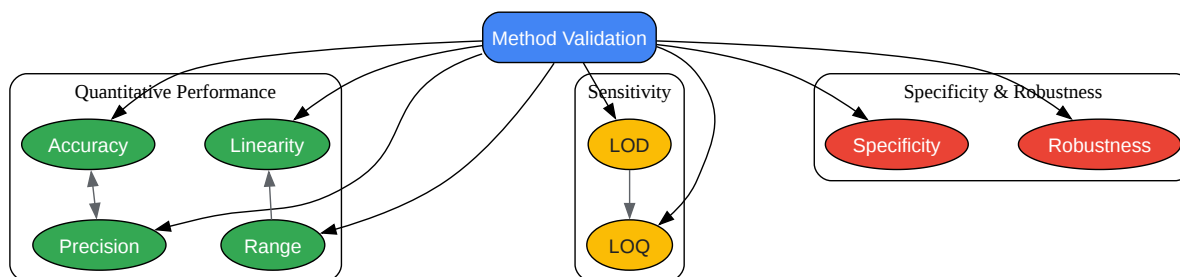 Method Validation
Quantitative Performance
Sensitivity
Specificity & Robustness
Accuracy
Linearity
LOD
Specificity
Robustness
Precision
Range
LOQ